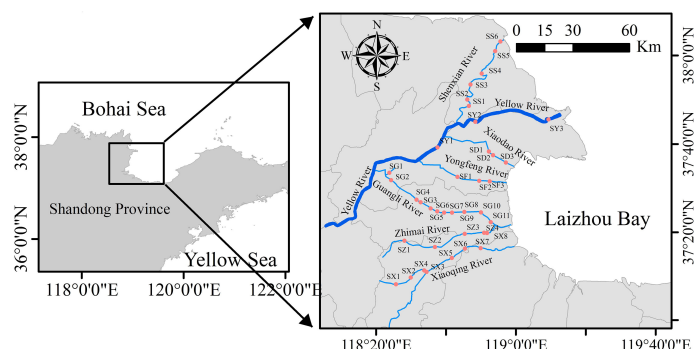 Bohai Sea
Shandong Province
Yellow Sea
38°0'0"N
36°0'0"N
118°0'0"E
120°0'0"E
122°0'0"E
N
W
E
S
0
15
30
60
Km
SS6
SS5
SS4
SS3
SS2
SS1
Shenxian River
Yellow River
SY2
SY3
Y1
Xiaodao River
SD1
SD2
SD3
Yongfeng River
SF1
SF2
SF3
Yellow River
SG1
SG2
Guangli River
SG4
SG3
SG5
SG6
SG7
SG8
SG9
SG10
SG11
Laizhou Bay
Zhimai River
SZ1
SZ2
SZ3
SZ4
SX8
SX6
SX7
SX5
SX4
SX3
SX2
SX1
Xiaoqing River
38°0'0"N
37°40'0"N
37°20'0"N
118°20'0"E
119°0'0"E
119°40'0"E